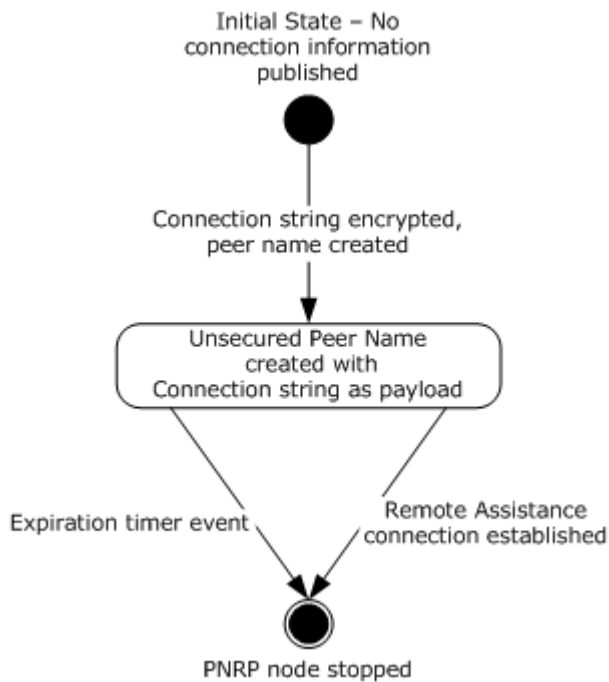 Initial State – No
connection information
published
Connection string encrypted,
peer name created
Unsecured Peer Name
created with
Connection string as payload
Expiration timer event
Remote Assistance
connection established
PNRP node stopped